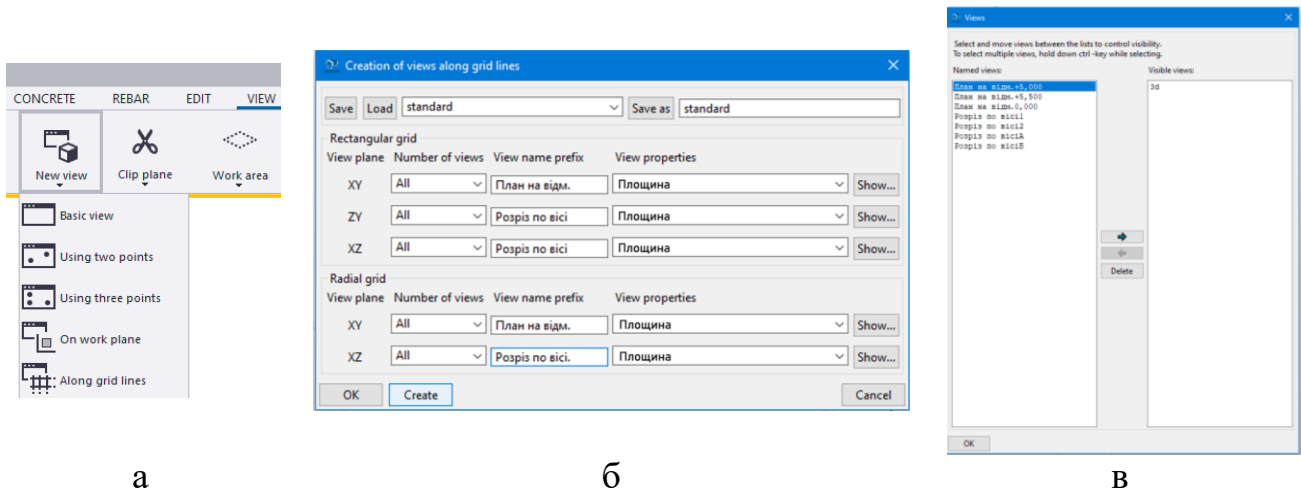 CONCRETE REBAR EDIT VIEW
New view Clip plane Work area
Basic view
Using two points
Using three points
On work plane
Along grid lines
а
Creation of views along grid lines
Save Load standard Save as standard
Rectangular grid
View plane Number of views View name prefix View properties
XY All План на відм. Площина Show...
ZY All Розріз по вісі Площина Show...
XZ All Розріз по вісі Площина Show...
Radial grid
View plane Number of views View name prefix View properties
XY All План на відм. Площина Show...
XZ All Розріз по вісі. Площина Show...
OK Create Cancel
б
Views
Select and move views between the lists to control visibility.
To select multiple views, hold down ctrl -key while selecting.
Named views: Visible views:
План на відм.+5,000 3d
План на відм.+5,500
План на відм.0,000
Розріз по вісі1
Розріз по вісі2
Розріз по вісіА
Розріз по вісіВ
Delete
OK
в